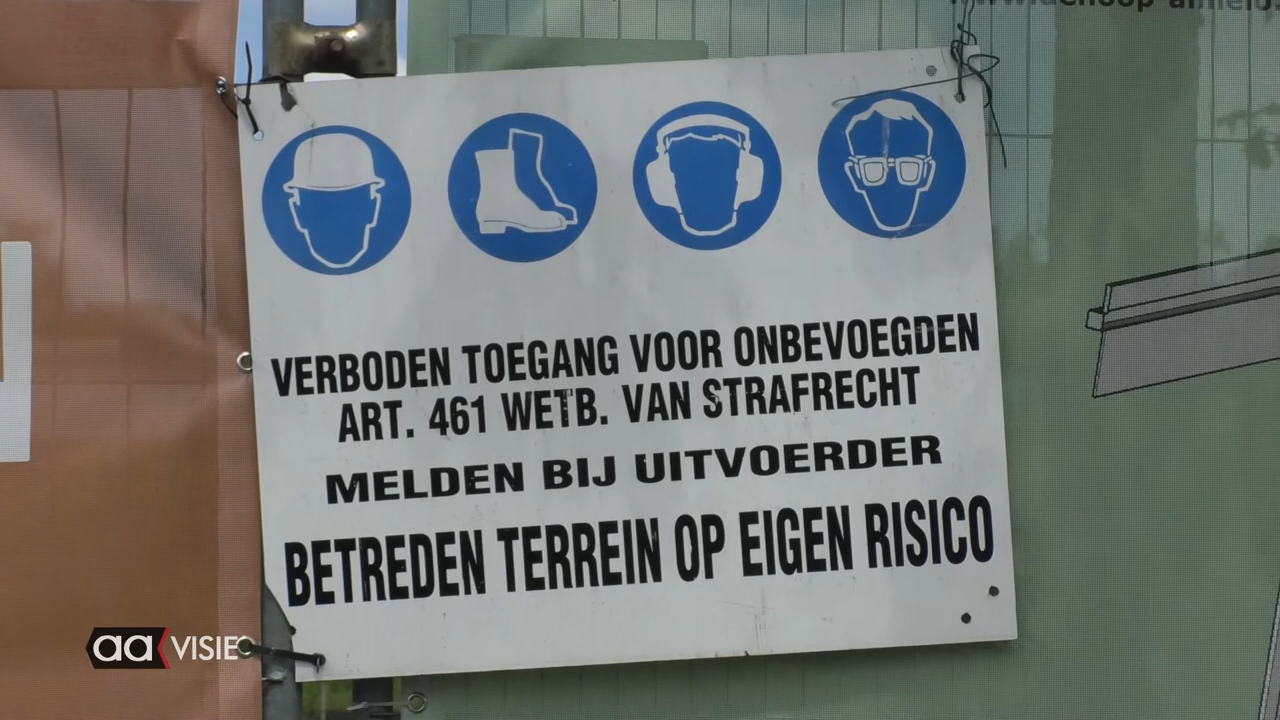 VERBODEN TOEGANG VOOR ONBEVOEGDEN
ART. 461 WETB. VAN STRAFRECHT
MELDEN BIJ UITVOERDER
BETREDEN TERREIN OP EIGEN RISICO
aa VISIE